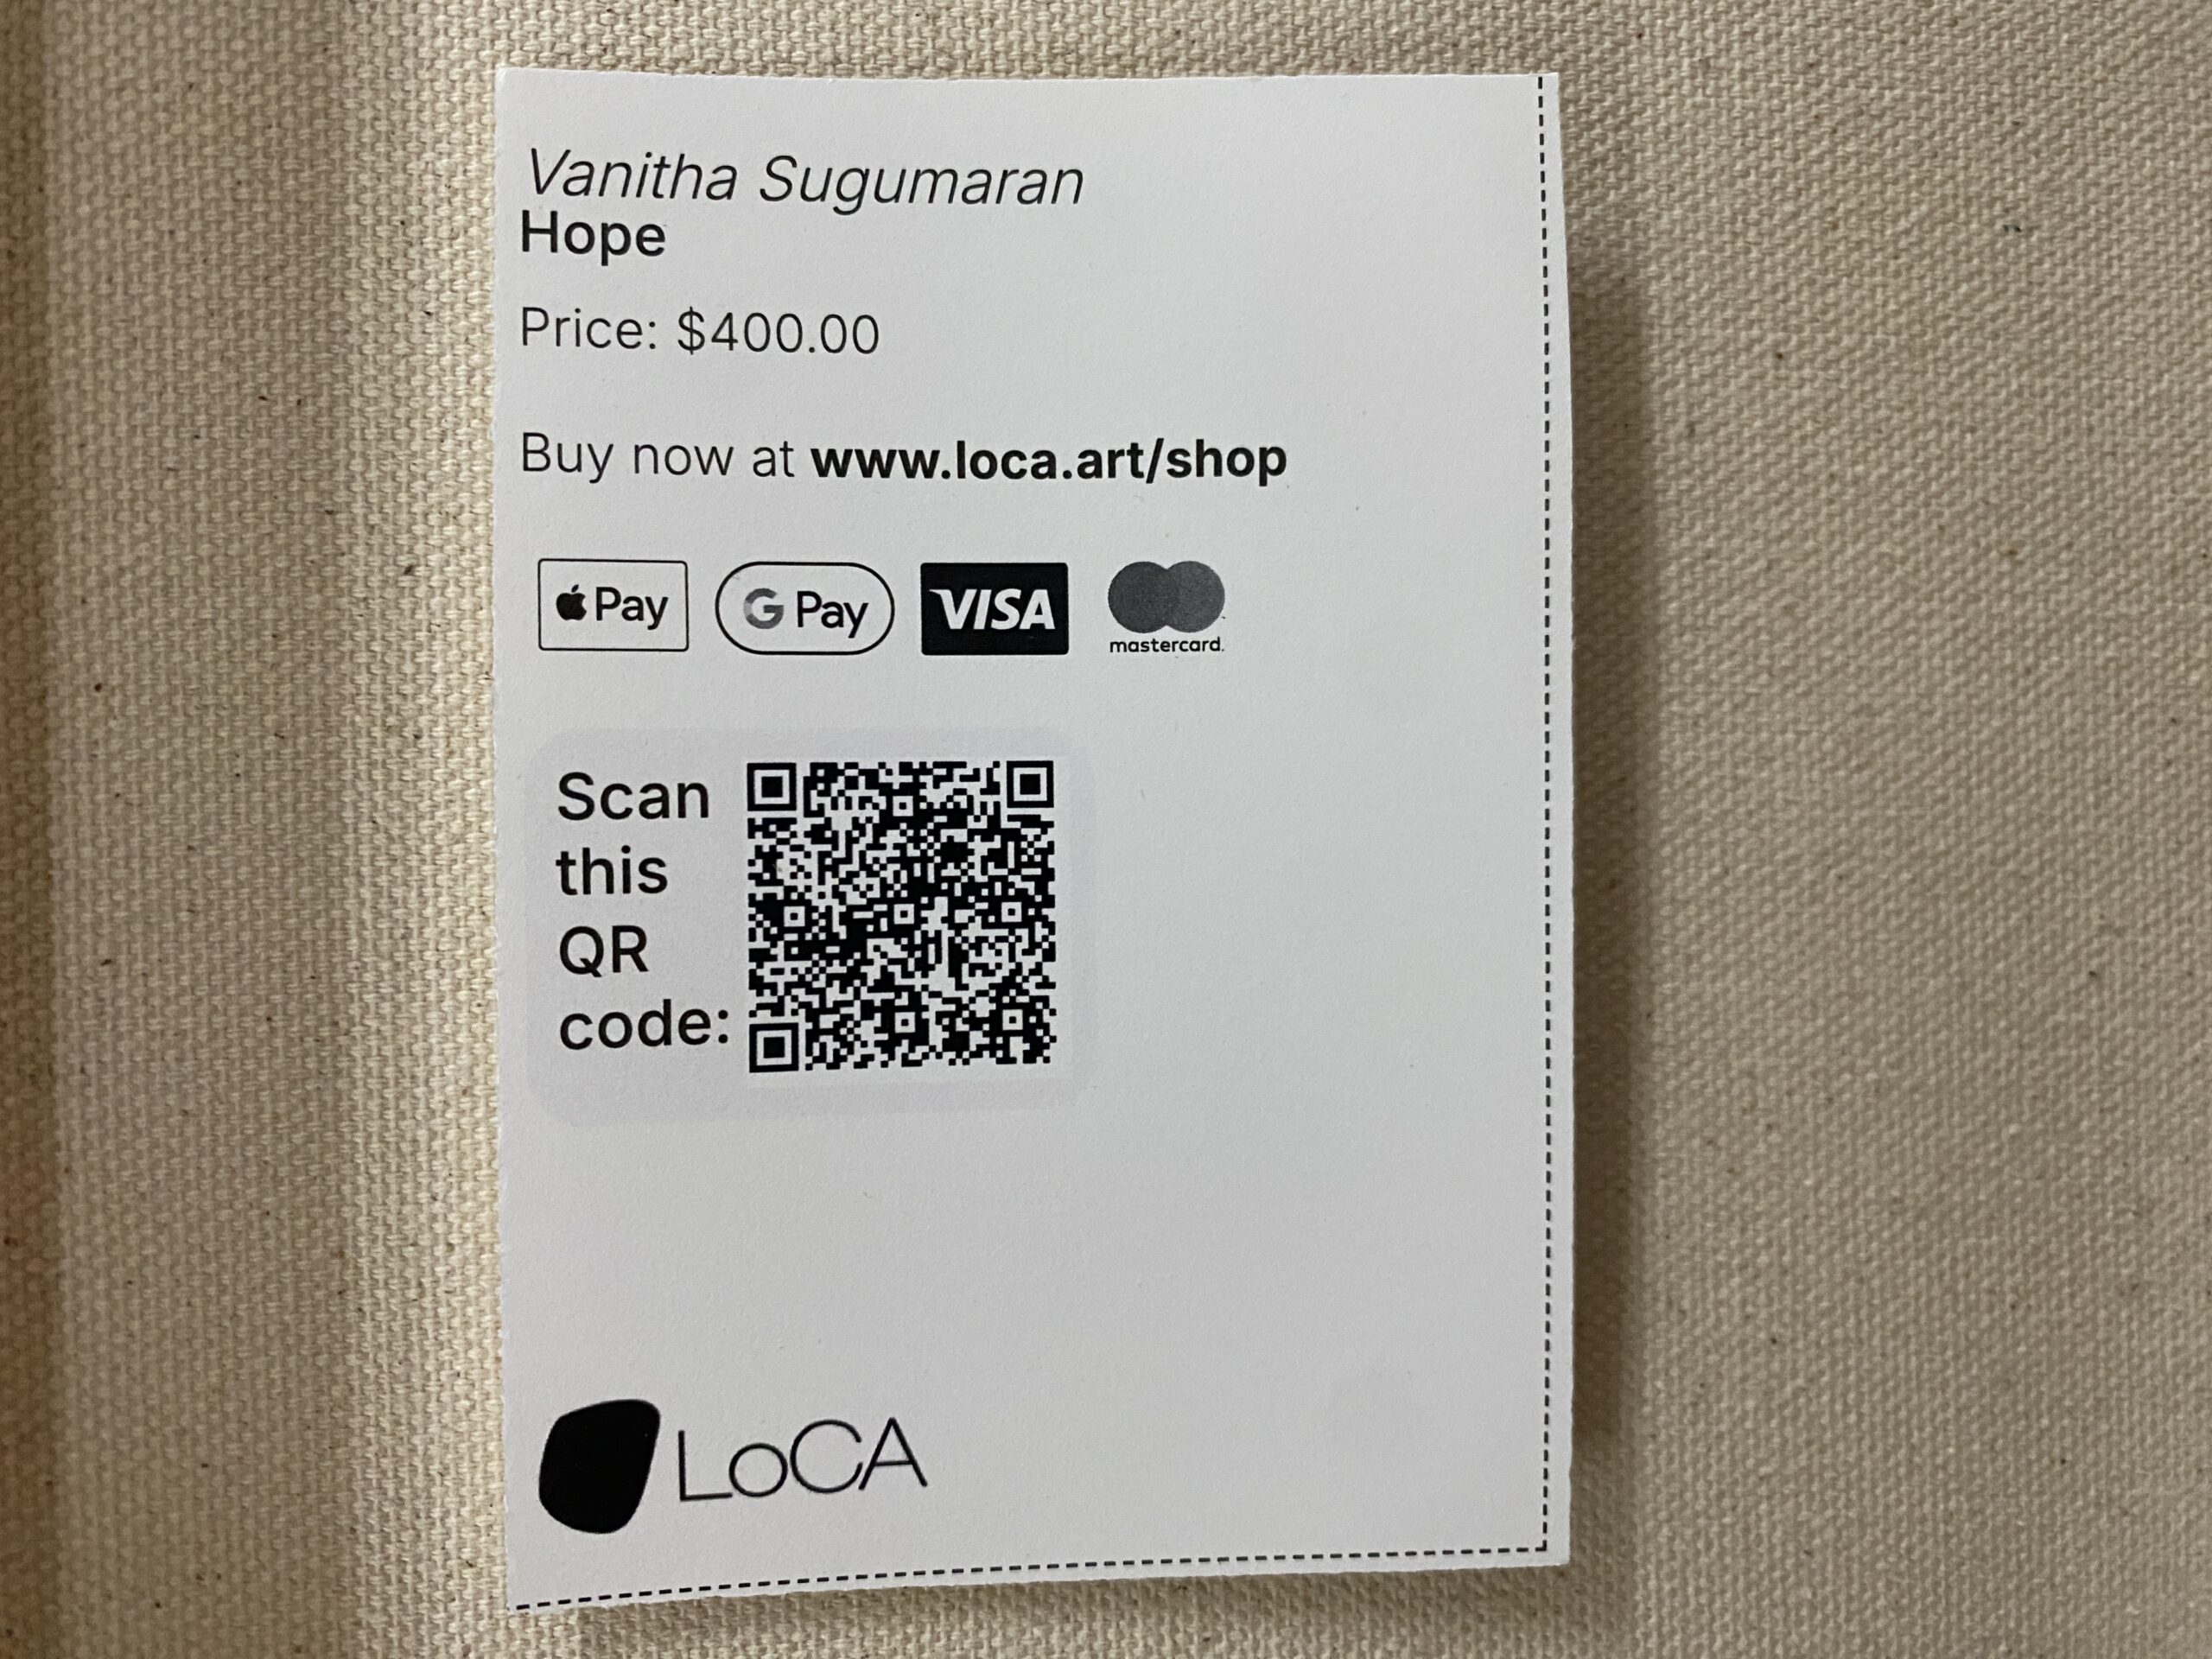 Vanitha Sugumaran
Hope
Price: $400.00
Buy now at www.loca.art/shop
Pay G Pay VISA mastercard.
Scan
this
QR
code:
LoCA